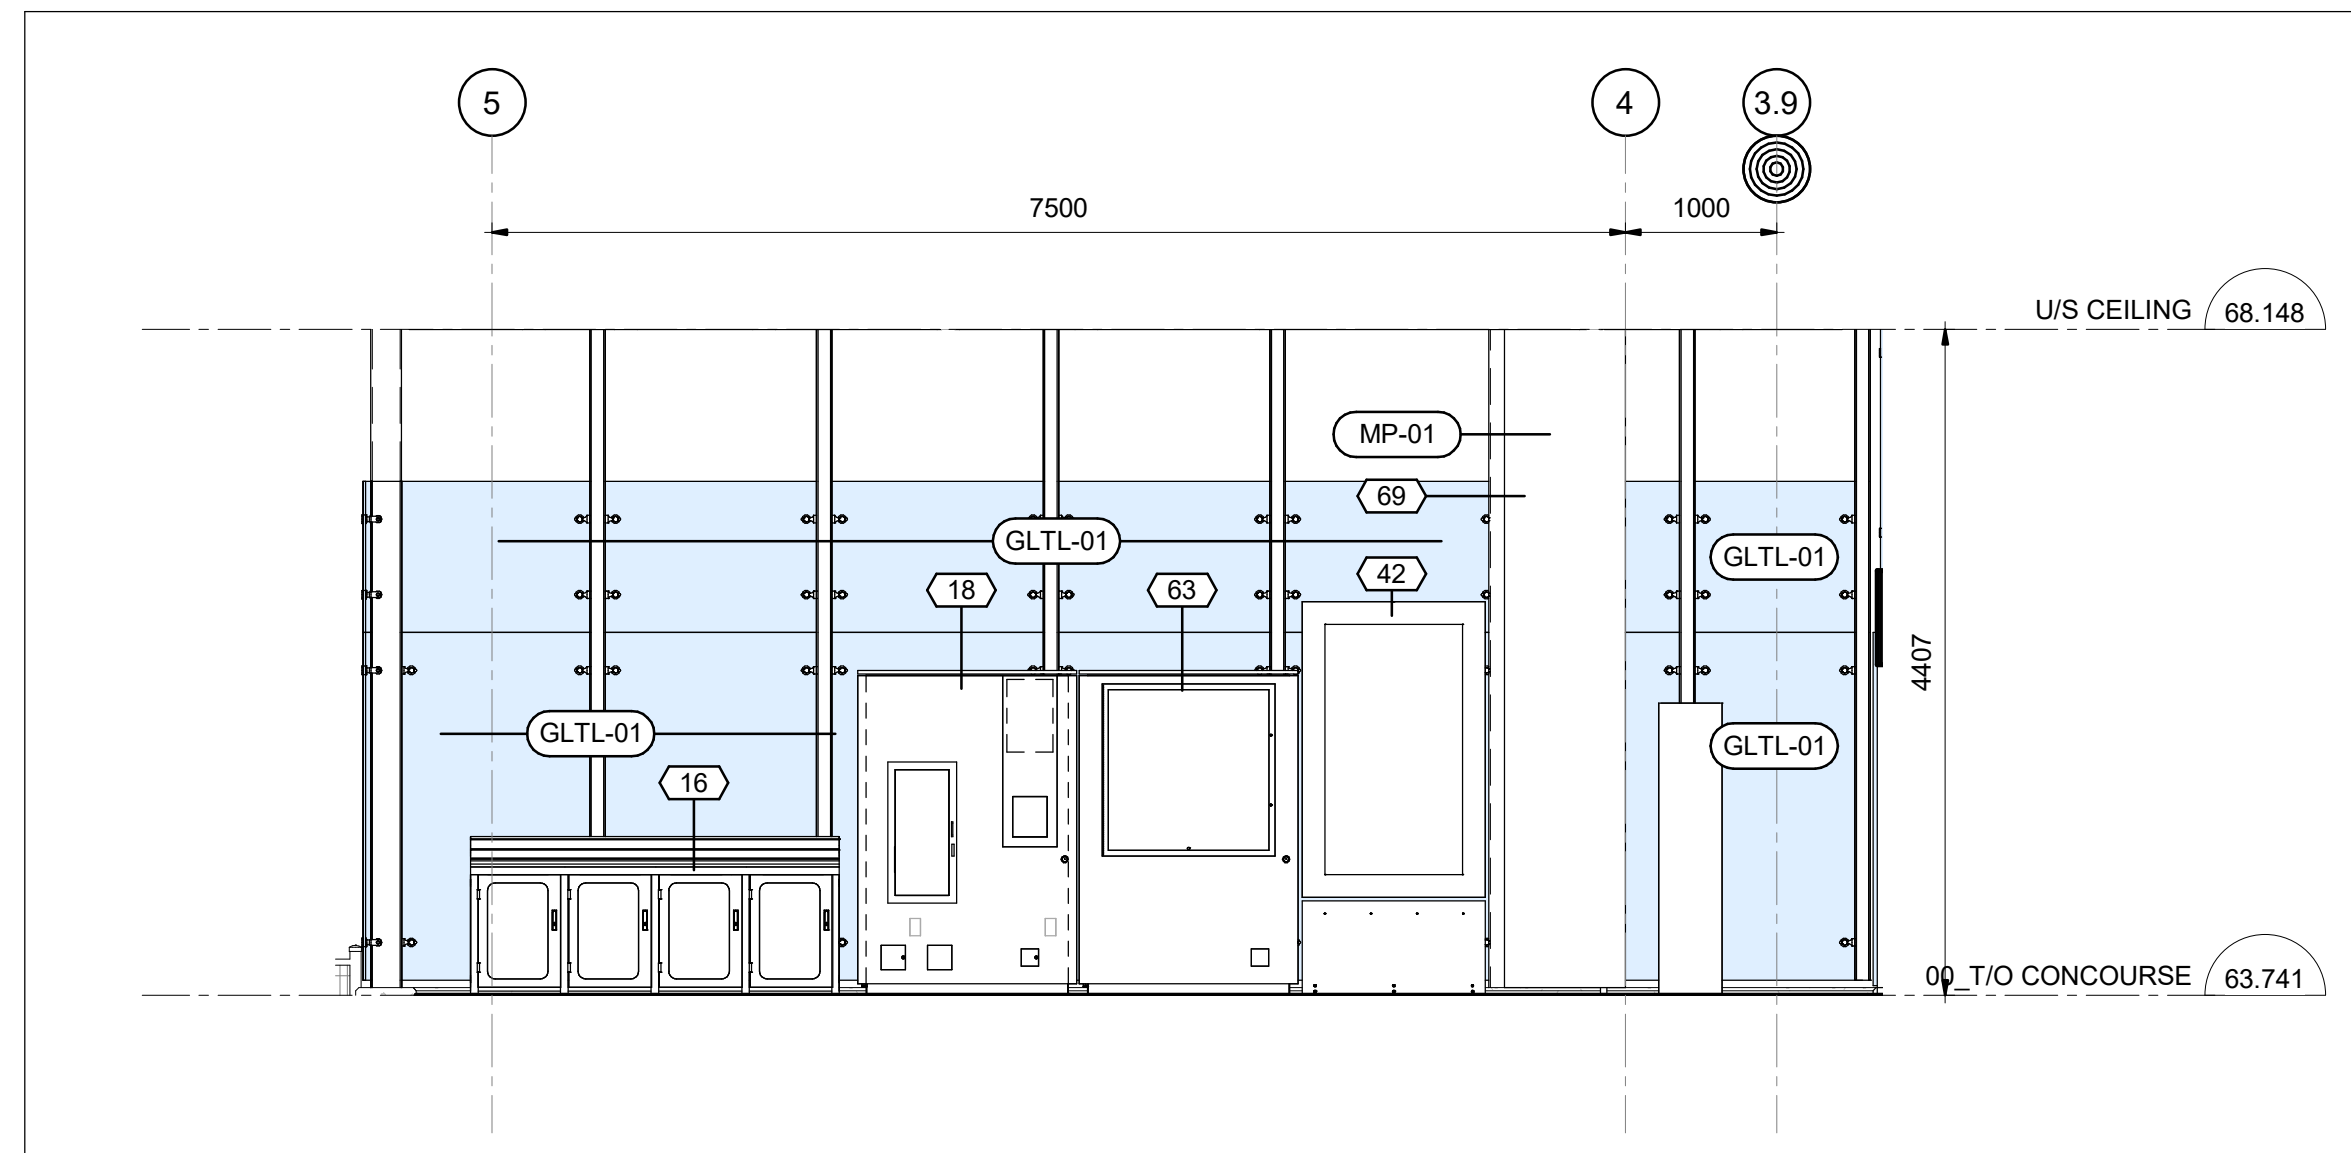 5
4
3.9
7500
1000
U/S CEILING
68.148
MP-01
69
GLTL-01
GLTL-01
42
18
63
4407
GLTL-01
GLTL-01
16
00_T/O CONCOURSE
63.741